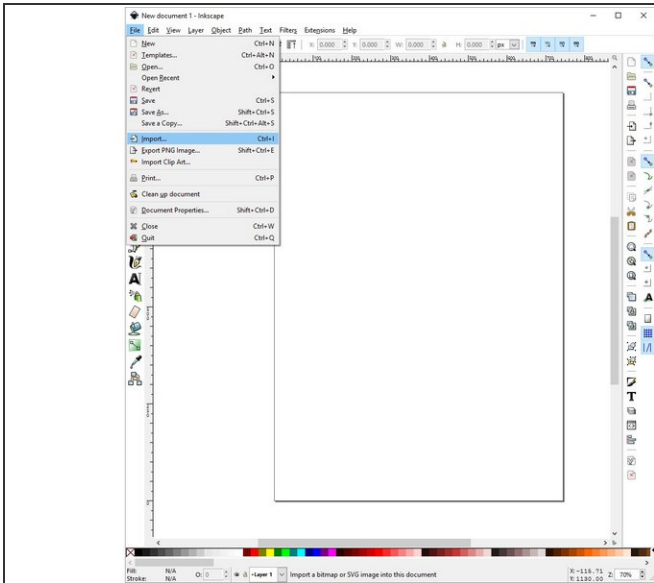 New document 1 - Inkscape
File Edit View Layer Object Path Text Filters Extensions Help
New Ctrl+N
X: 0.000 Y: 0.000 W: 0.000 H: 0.000 px
Templates... Ctrl+Alt+N
Open... Ctrl+O
Open Recent
Revert
Save Ctrl+S
Save As... Shift+Ctrl+S
Save a Copy... Shift+Ctrl+Alt+S
Import... Ctrl+I
Export PNG Image... Shift+Ctrl+E
Import Clip Art...
Print... Ctrl+P
Clean up document
Document Properties... Shift+Ctrl+D
Close Ctrl+W
Quit Ctrl+Q
Fill: N/A
Stroke: N/A
O: 0
-Layer 1
Import a bitmap or SVG image into this document
X: -115.71
Y: 1130.00
Z: 70%